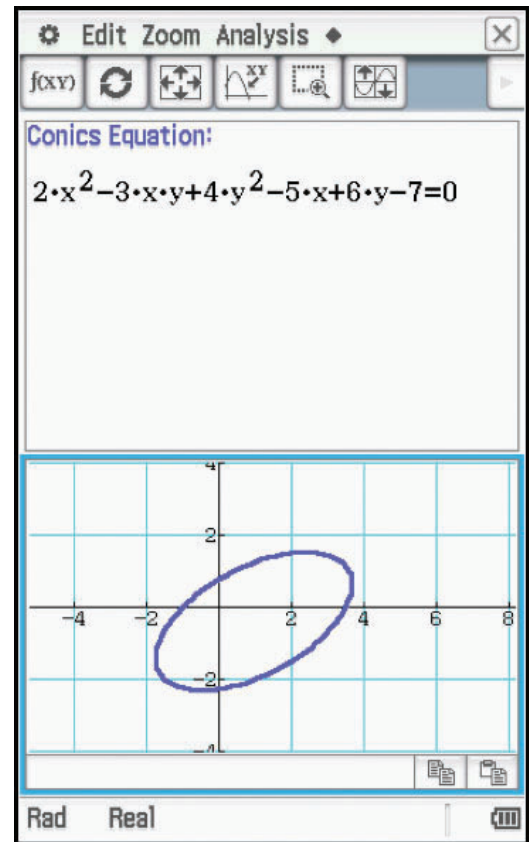 Edit Zoom Analysis ◆
f(XY) XY
Conics Equation:
2·x²−3·x·y+4·y²−5·x+6·y−7=0
4
2
-4 -2 2 4 6 8
-2
-4
Rad Real